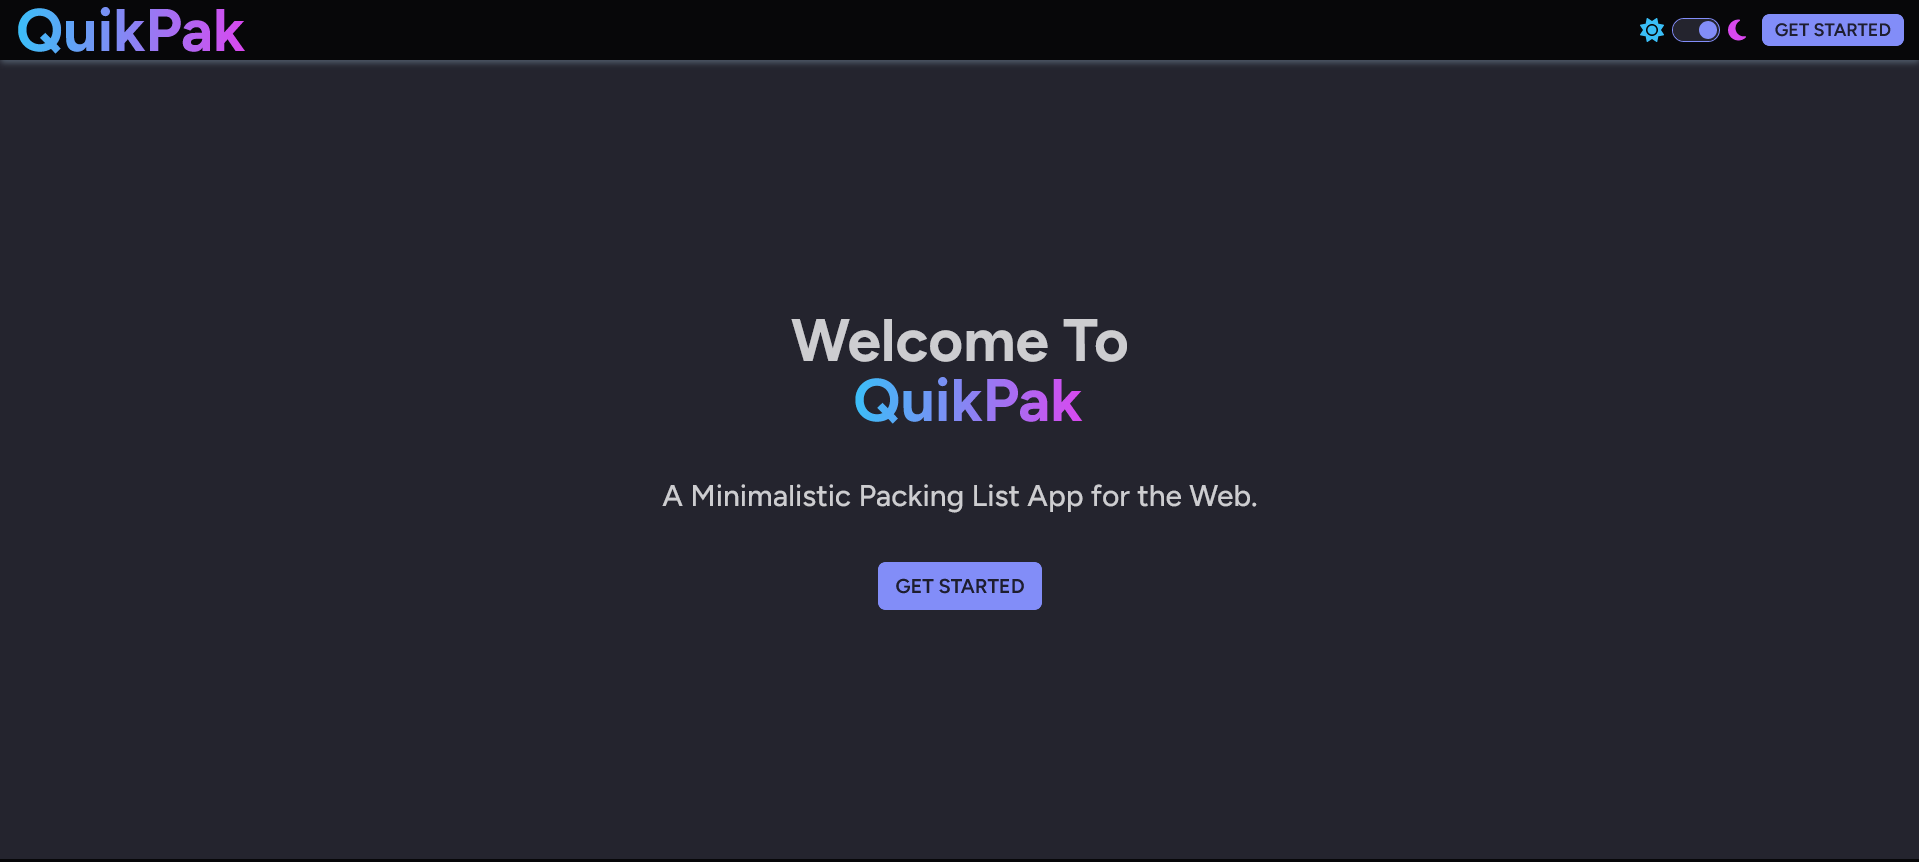 QuikPak
GET STARTED
Welcome To
QuikPak
A Minimalistic Packing List App for the Web.
GET STARTED